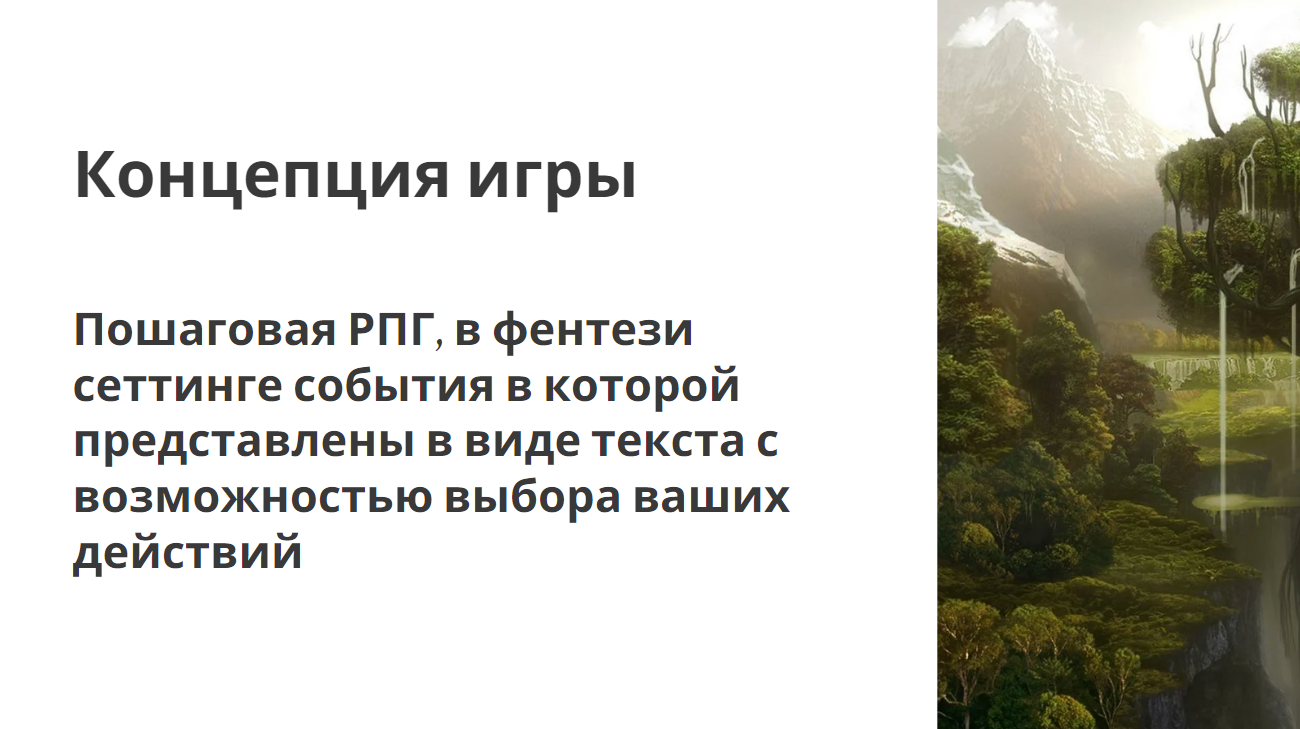 Концепция игры
Пошаговая РПГ, в фентези
сеттинге события в которой
представлены в виде текста с
возможностью выбора ваших
действий